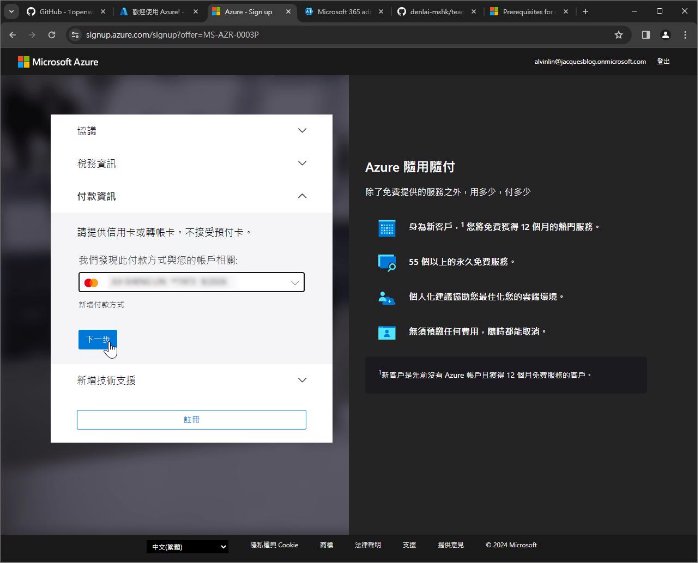 GitHub - 1openw
歡迎使用 Azure! -
Azure - Sign up
Microsoft 365 ad
denlai-mshk/tea
Prerequisites for
signup.azure.com/signup?offer=MS-AZR-0003P
Microsoft Azure
alvinlin@jacquesblog.onmicrosoft.com
登出
協議
稅務資訊
付款資訊
請提供信用卡或轉帳卡。不接受預付卡。
我們發現此付款方式與您的帳戶相關:
新增付款方式
下一步
新增技術支援
註冊
Azure 隨用隨付
除了免費提供的服務之外，用多少，付多少
身為新客戶，¹ 您將免費獲得 12 個月的熱門服務。
55 個以上的永久免費服務。
個人化建議協助您最佳化您的雲端環境。
無須預繳任何費用，隨時都能取消。
¹新客戶是先前沒有 Azure 帳戶且獲得 12 個月免費服務的客戶。
中文(繁體)
隱私權與 Cookie
商標
法律聲明
支援
提供意見
© 2024 Microsoft